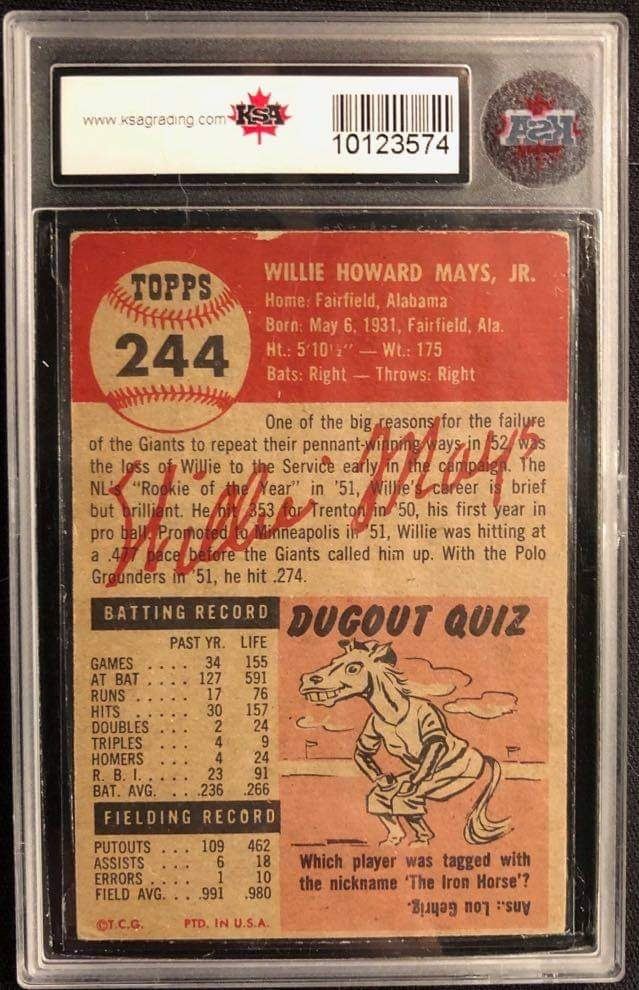 www.ksagrading.com KSA
10123574
KSA
TOPPS
244
WILLIE HOWARD MAYS, JR.
Home: Fairfield, Alabama
Born: May 6, 1931, Fairfield, Ala.
Ht.: 5'10½" — Wt.: 175
Bats: Right — Throws: Right
One of the big reasons for the failure
of the Giants to repeat their pennant-winning ways in '52 was
the loss of Willie to the Service early in the campaign. The
NL's "Rookie of the Year" in '51, Willie's career is brief
but brilliant. He hit .353 for Trenton in '50, his first year in
pro ball. Promoted to Minneapolis in '51, Willie was hitting at
a .477 pace before the Giants called him up. With the Polo
Grounders in '51, he hit .274.
Willie Mays
BATTING RECORD
PAST YR. LIFE
GAMES .... 34 155
AT BAT .... 127 591
RUNS ..... 17 76
HITS ..... 30 157
DOUBLES ... 2 24
TRIPLES ... 4 9
HOMERS ... 4 24
R. B. I. .... 23 91
BAT. AVG. ... .236 .266
FIELDING RECORD
PUTOUTS ... 109 462
ASSISTS ... 6 18
ERRORS .... 1 10
FIELD AVG. ... .991 .980
©T.C.G. PTD. IN U.S.A.
DUGOUT QUIZ
Which player was tagged with
the nickname 'The Iron Horse'?
Ans.: Lou Gehrig.